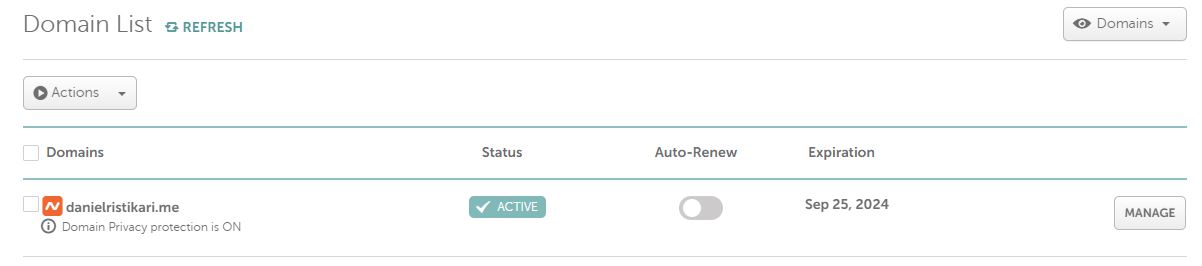 Domain List REFRESH Domains
Actions
Domains Status Auto-Renew Expiration
danielristikari.me ACTIVE Sep 25, 2024 MANAGE
Domain Privacy protection is ON